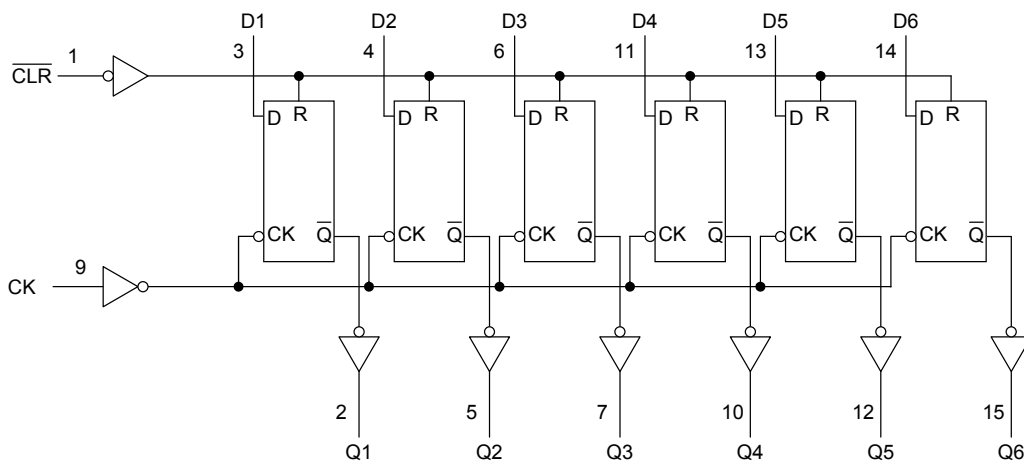 D1 D2 D3 D4 D5 D6
1 3 4 6 11 13 14
C̅L̅R̅
R R R R R R
D D D D D D
CK Q̅ CK Q̅ CK Q̅ CK Q̅ CK Q̅ CK Q̅
9
CK
2 5 7 10 12 15
Q1 Q2 Q3 Q4 Q5 Q6